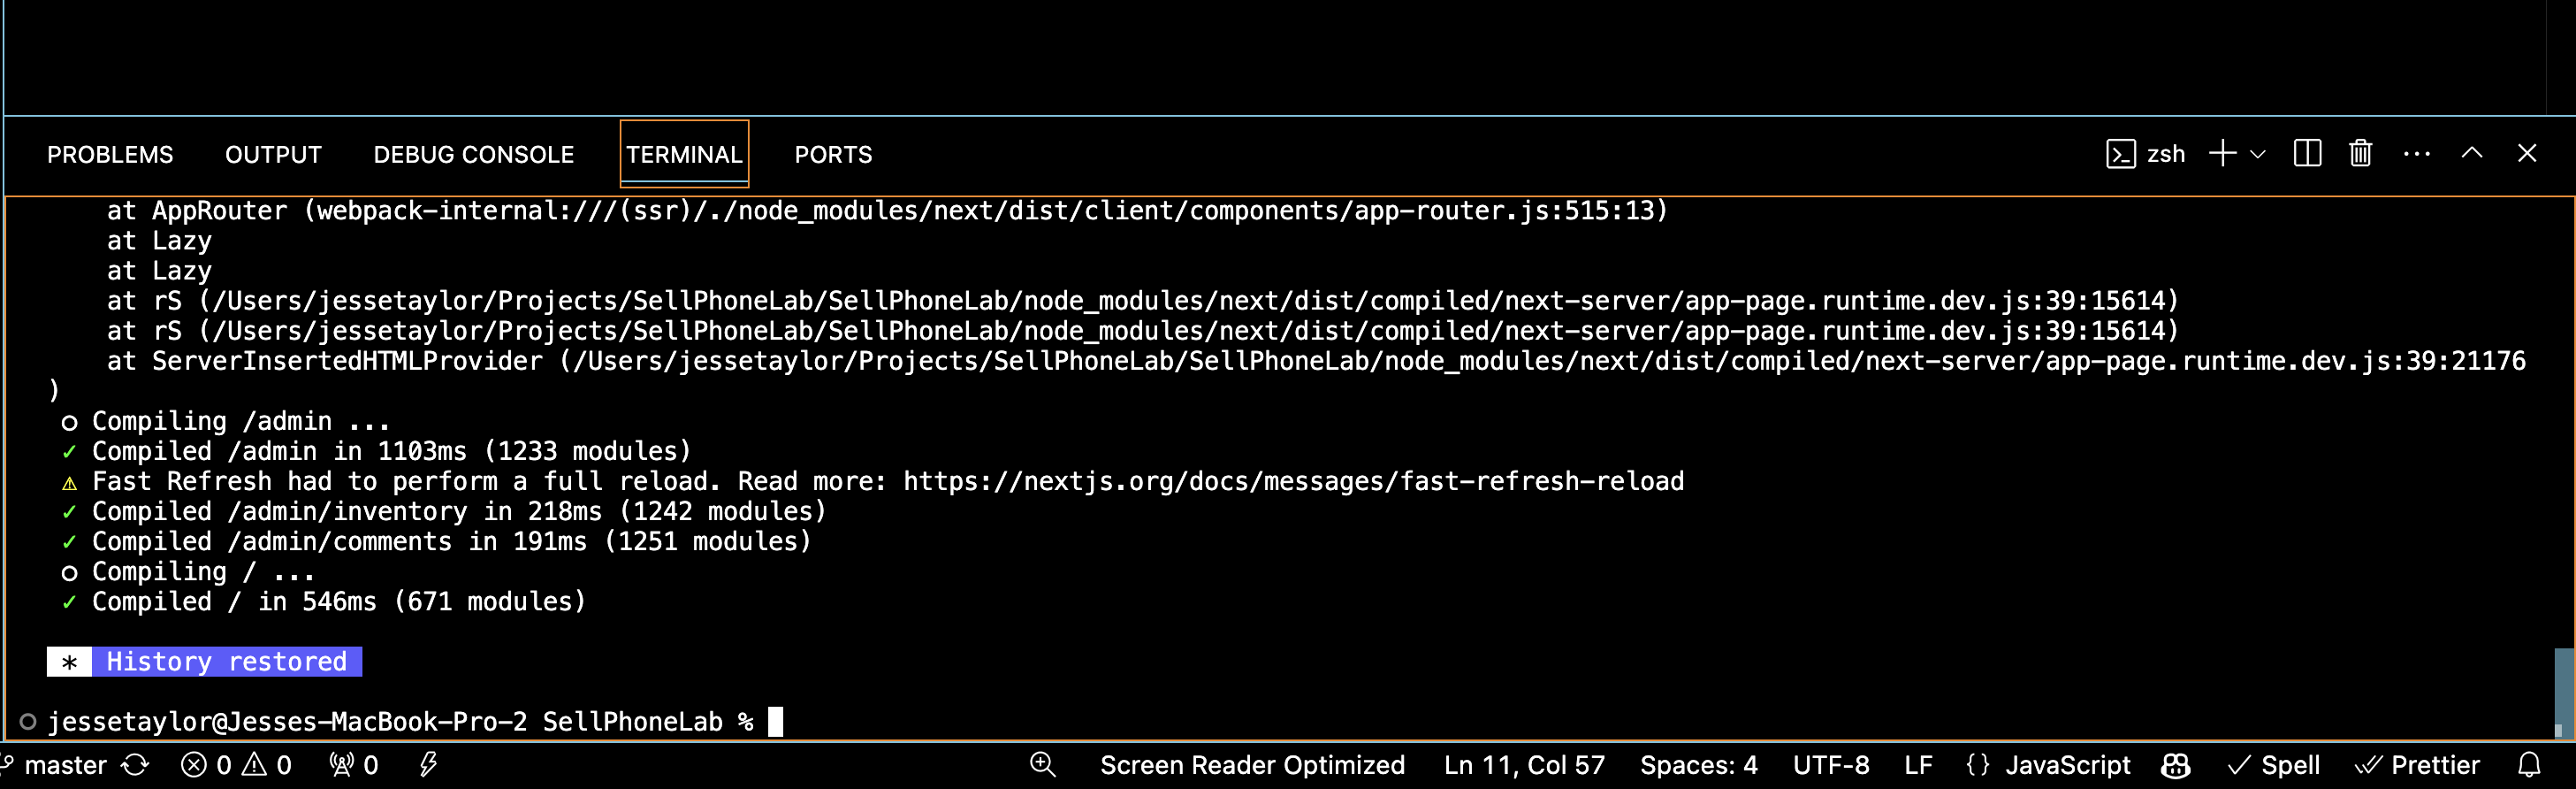 PROBLEMS OUTPUT DEBUG CONSOLE TERMINAL PORTS zsh
at AppRouter (webpack-internal:///(ssr)/./node_modules/next/dist/client/components/app-router.js:515:13)
at Lazy
at Lazy
at rS (/Users/jessetaylor/Projects/SellPhoneLab/SellPhoneLab/node_modules/next/dist/compiled/next-server/app-page.runtime.dev.js:39:15614)
at rS (/Users/jessetaylor/Projects/SellPhoneLab/SellPhoneLab/node_modules/next/dist/compiled/next-server/app-page.runtime.dev.js:39:15614)
at ServerInsertedHTMLProvider (/Users/jessetaylor/Projects/SellPhoneLab/SellPhoneLab/node_modules/next/dist/compiled/next-server/app-page.runtime.dev.js:39:21176
)
○ Compiling /admin ...
✓ Compiled /admin in 1103ms (1233 modules)
⚠ Fast Refresh had to perform a full reload. Read more: https://nextjs.org/docs/messages/fast-refresh-reload
✓ Compiled /admin/inventory in 218ms (1242 modules)
✓ Compiled /admin/comments in 191ms (1251 modules)
○ Compiling / ...
✓ Compiled / in 546ms (671 modules)
* History restored
jessetaylor@Jesses-MacBook-Pro-2 SellPhoneLab %
master 0 0 0 Screen Reader Optimized Ln 11, Col 57 Spaces: 4 UTF-8 LF {} JavaScript Spell Prettier